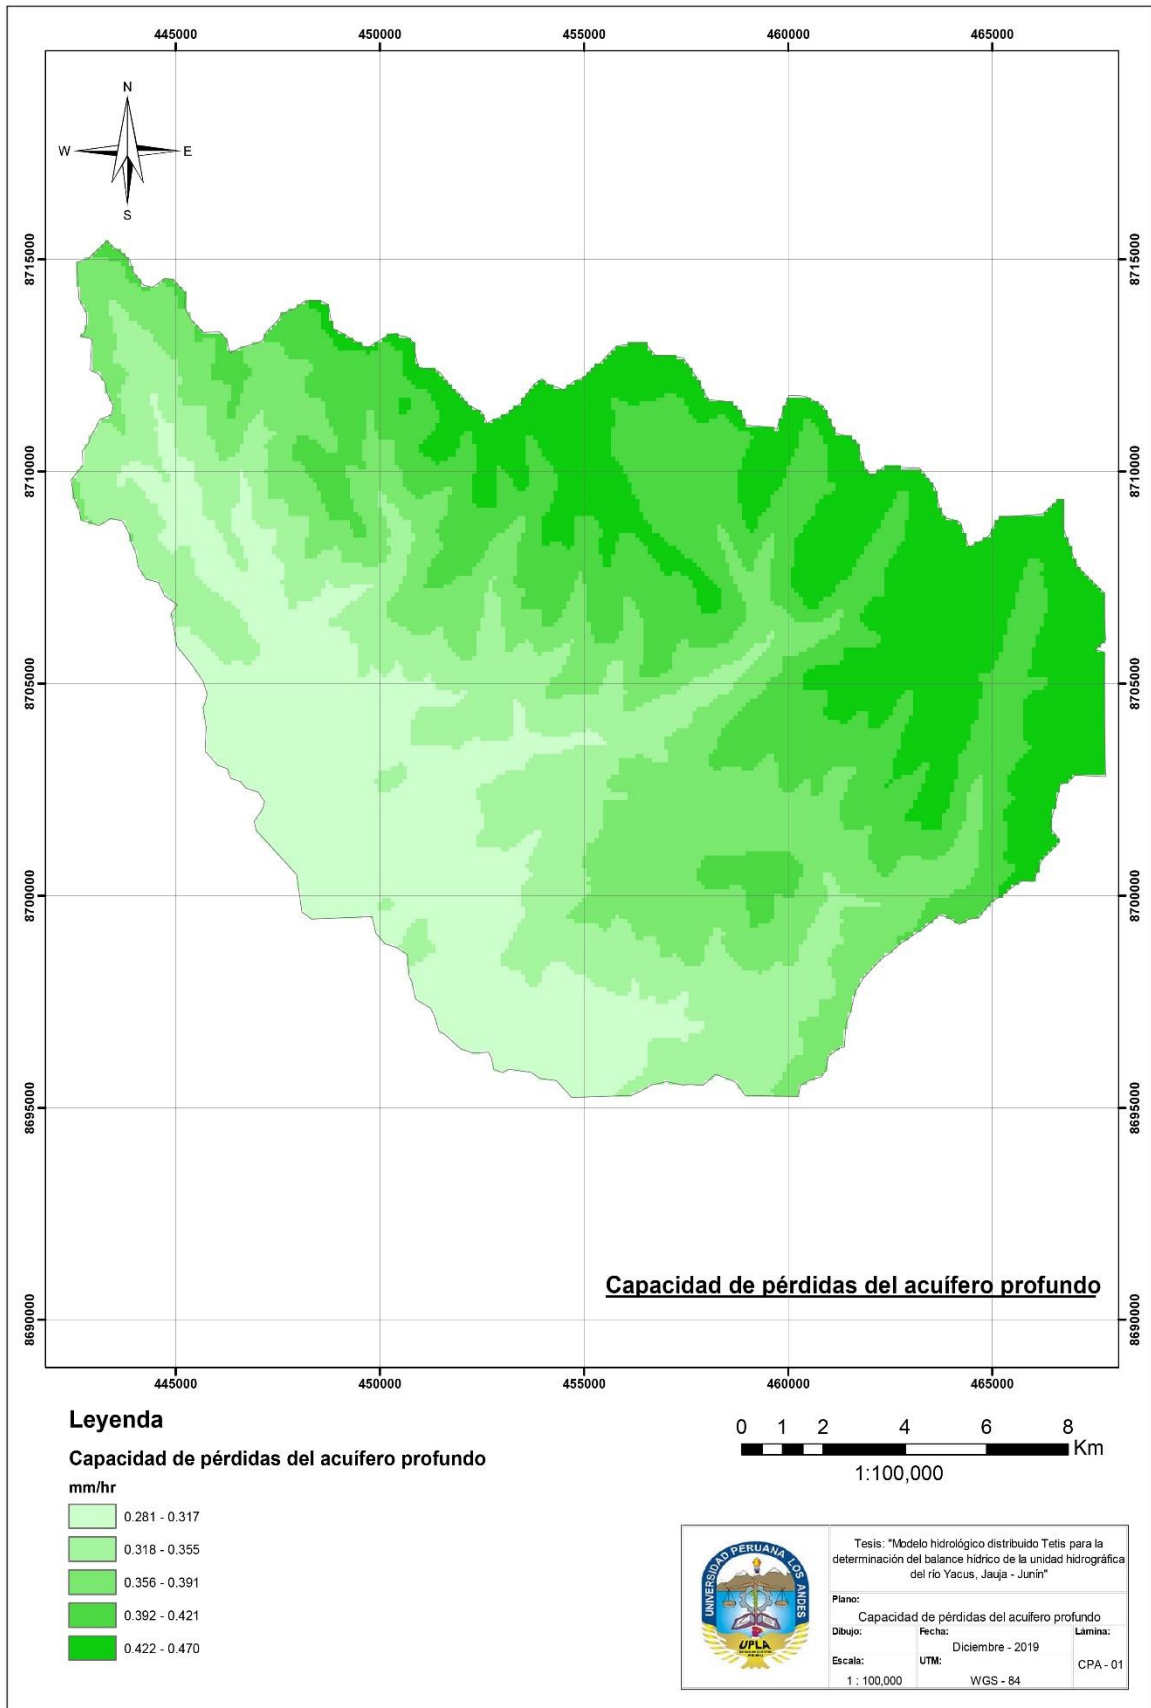 445000 450000 455000 460000 465000
N
W E
S
8715000 8715000
8710000 8710000
8705000 8705000
8700000 8700000
8695000 8695000
8690000 8690000
Capacidad de pérdidas del acuífero profundo
445000 450000 455000 460000 465000
Leyenda
Capacidad de pérdidas del acuífero profundo
mm/hr
0.281 - 0.317
0.318 - 0.355
0.356 - 0.391
0.392 - 0.421
0.422 - 0.470
0 1 2 4 6 8
Km
1:100,000
UNIVERSIDAD PERUANA LOS ANDES
UPLA
Tesis: "Modelo hidrológico distribuido Tetis para la
determinación del balance hídrico de la unidad hidrográfica
del río Yacus, Jauja - Junín"
Plano:
Capacidad de pérdidas del acuífero profundo
Dibujo: Fecha: Lámina:
Diciembre - 2019
CPA - 01
Escala: UTM:
1 : 100,000 WGS - 84